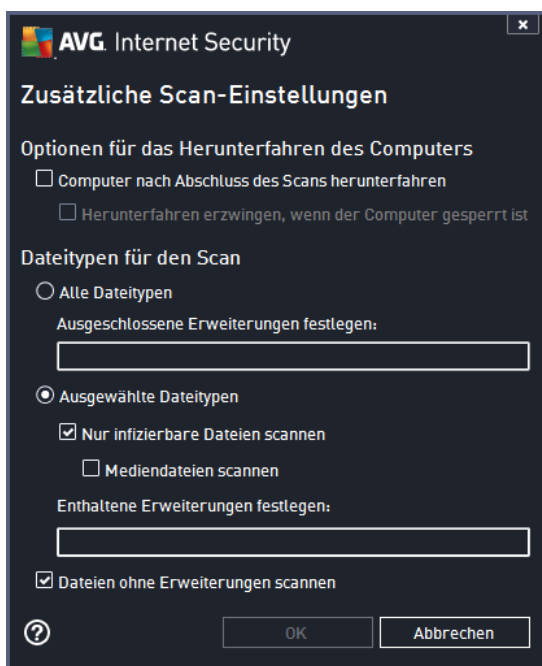 AVG. Internet Security
x
Zusätzliche Scan-Einstellungen
Optionen für das Herunterfahren des Computers
Computer nach Abschluss des Scans herunterfahren
Herunterfahren erzwingen, wenn der Computer gesperrt ist
Dateitypen für den Scan
Alle Dateitypen
Ausgeschlossene Erweiterungen festlegen:
Ausgewählte Dateitypen
Nur infizierbare Dateien scannen
Mediendateien scannen
Enthaltene Erweiterungen festlegen:
Dateien ohne Erweiterungen scannen
?
OK
Abbrechen